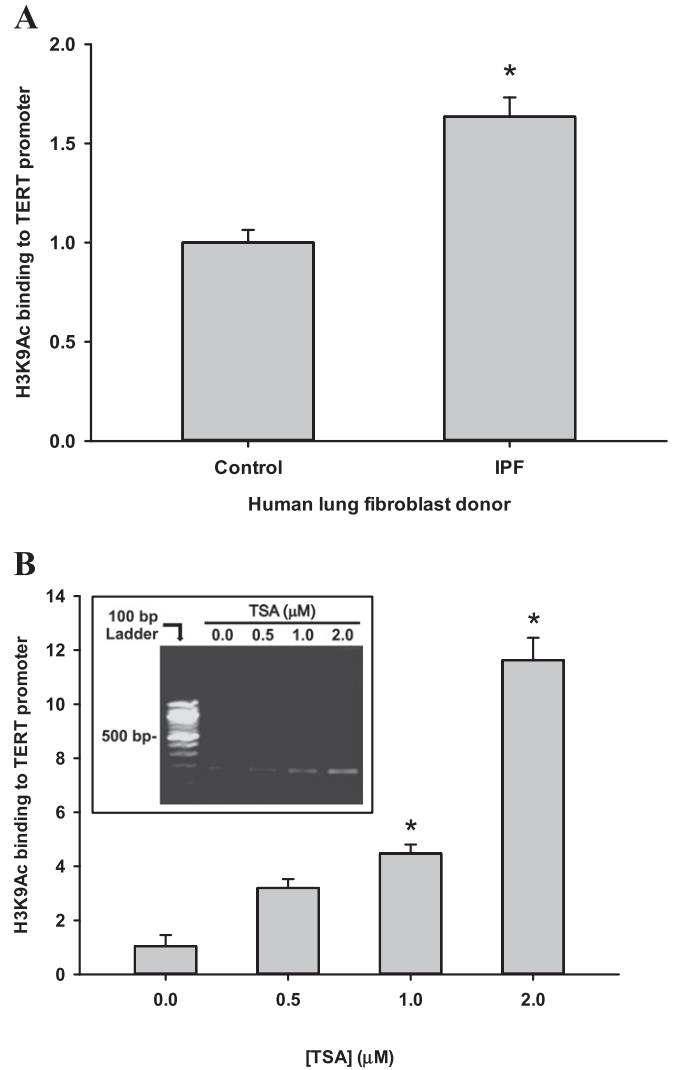 A
H3K9Ac binding to TERT promoter
2.0
1.5
1.0
0.5
0.0
*
Control IPF
Human lung fibroblast donor
B
H3K9Ac binding to TERT promoter
14
12
10
8
6
4
2
0
100 bp
Ladder
TSA (μM)
0.0 0.5 1.0 2.0
500 bp-
*
*
0.0 0.5 1.0 2.0
[TSA] (μM)